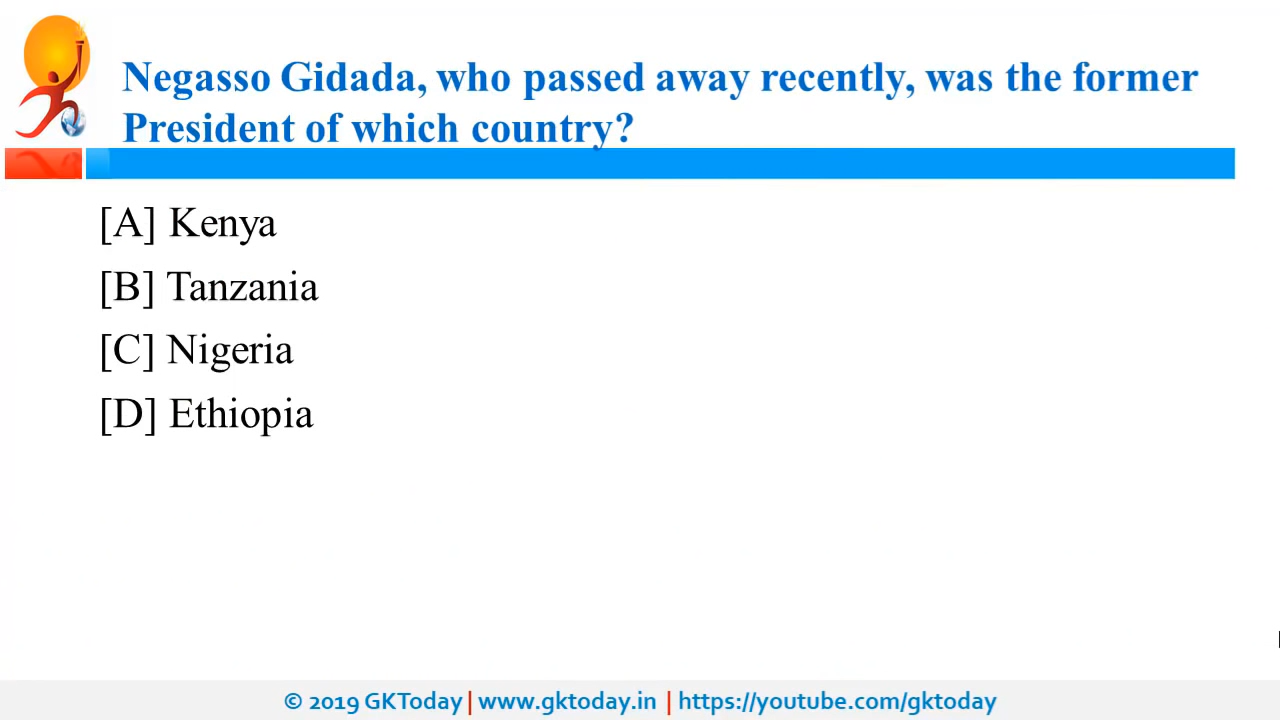 Negasso Gidada, who passed away recently, was the former
President of which country?
[A] Kenya
[B] Tanzania
[C] Nigeria
[D] Ethiopia
© 2019 GKToday | www.gktoday.in | https://youtube.com/gktoday